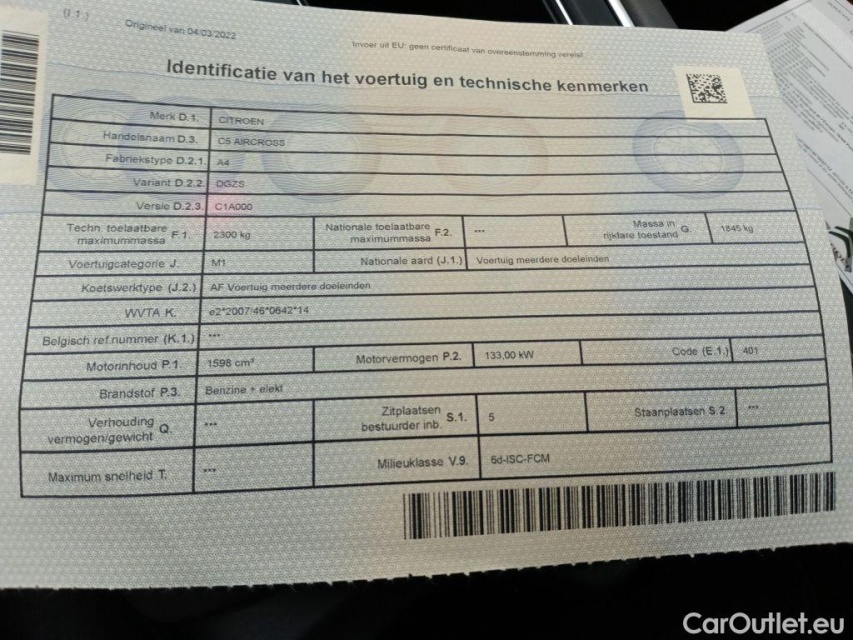 (J.1)
Origineel van 04/03/2022
Invoer uit EU: geen certificaat van overeenstemming vereist
Identificatie van het voertuig en technische kenmerken
Merk D.1. CITROEN
Handelsnaam D.3. C5 AIRCROSS
Fabriekstype D.2.1. A4
Variant D.2.2. DGZS
Versie D.2.3. C1A000
Techn. toelaatbare maximummassa F.1. 2300 kg Nationale toelaatbare maximummassa F.2. --- Massa in rijklare toestand G. 1845 kg
Voertuigcategorie J. M1 Nationale aard (J.1.) Voertuig meerdere doeleinden
Koetswerktype (J.2.) AF Voertuig meerdere doeleinden
WVTA K. e2*2007/46*0642*14
Belgisch ref.nummer (K.1.) ---
Motorinhoud P.1. 1598 cm³ Motorvermogen P.2. 133,00 kW Code (E.1.) 401
Brandstof P.3. Benzine + elekt
Verhouding vermogen/gewicht Q. --- Zitplaatsen bestuurder inb. S.1. 5 Staanplaatsen S.2. ---
Maximum snelheid T. --- Milieuklasse V.9. 6d-ISC-FCM
CarOutlet.eu